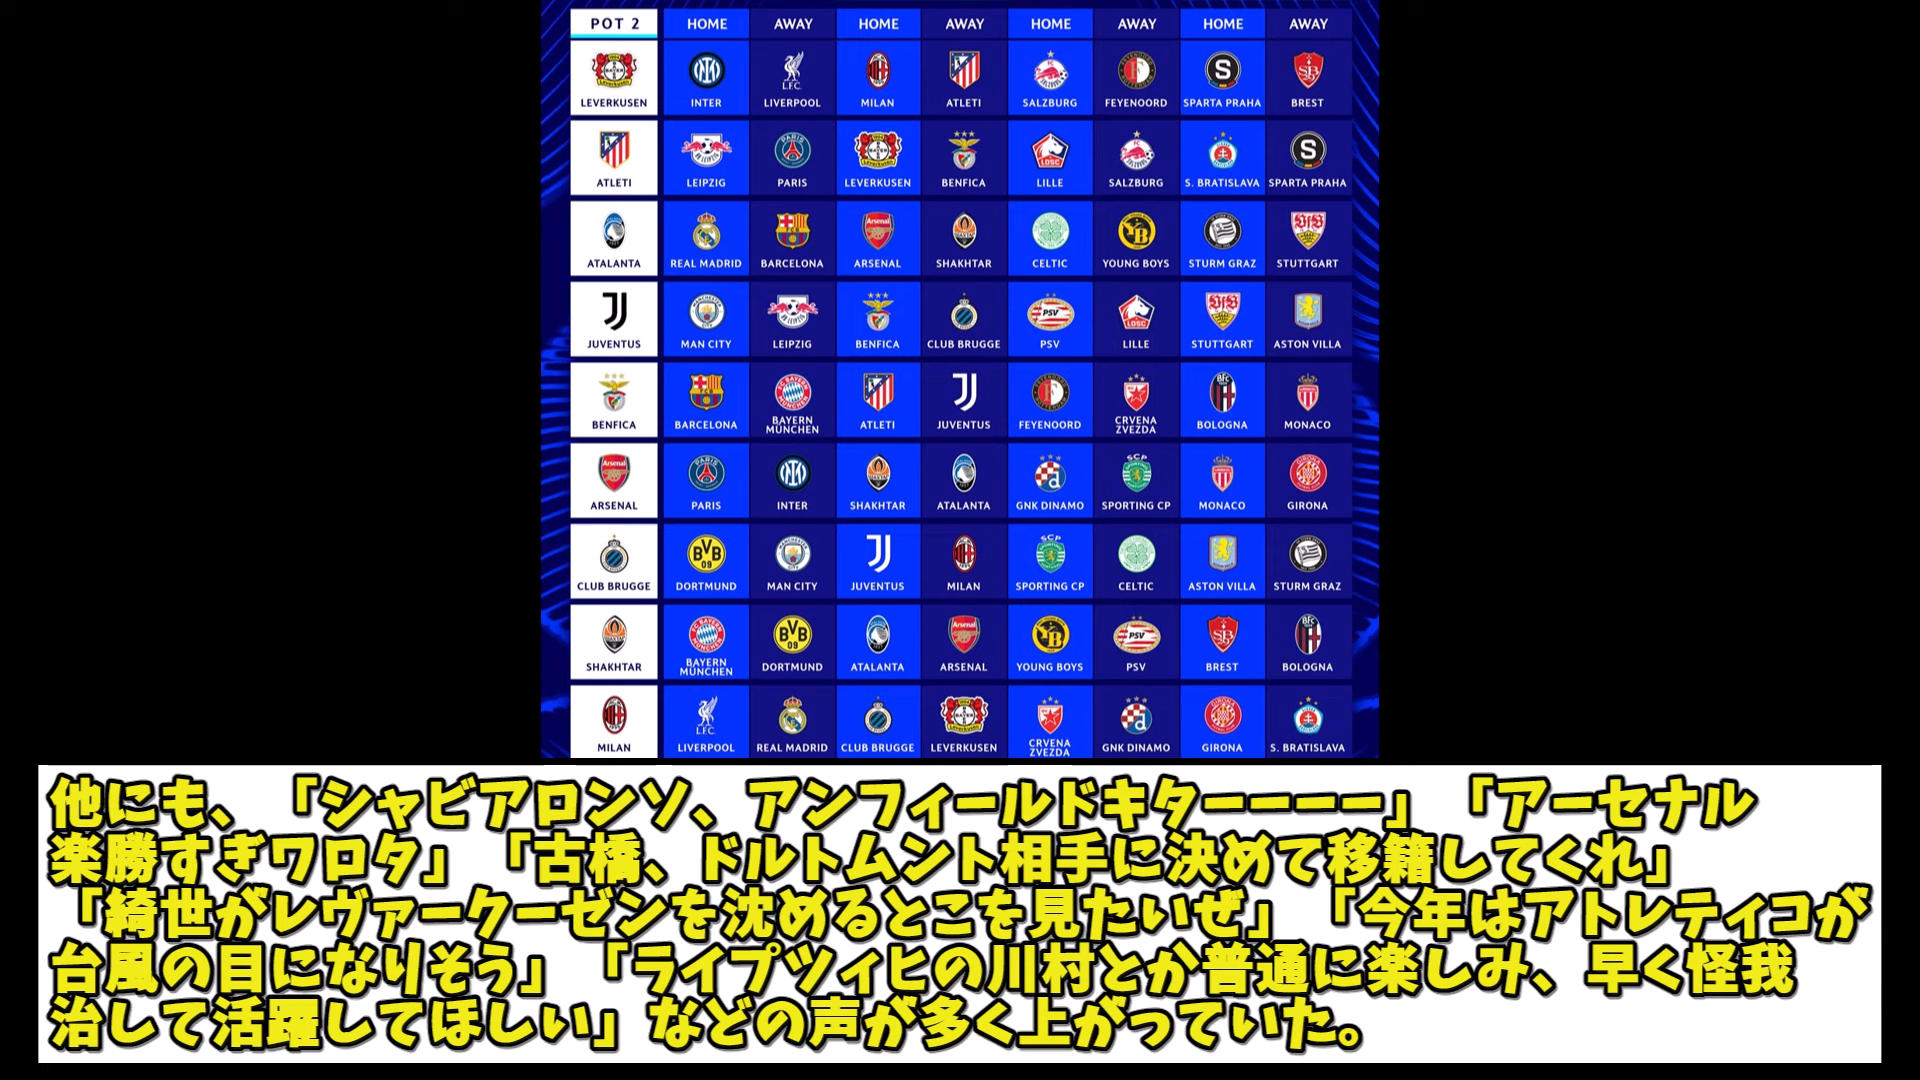 POT 2 HOME AWAY HOME AWAY HOME AWAY HOME AWAY
LEVERKUSEN INTER LIVERPOOL MILAN ATLETI SALZBURG FEYENOORD SPARTA PRAHA BREST
ATLETI LEIPZIG PARIS LEVERKUSEN BENFICA LILLE SALZBURG S. BRATISLAVA SPARTA PRAHA
ATALANTA REAL MADRID BARCELONA ARSENAL SHAKHTAR CELTIC YOUNG BOYS STURM GRAZ STUTTGART
JUVENTUS MAN CITY LEIPZIG BENFICA CLUB BRUGGE PSV LILLE STUTTGART ASTON VILLA
BENFICA BARCELONA BAYERN MÜNCHEN ATLETI JUVENTUS FEYENOORD CRVENA ZVEZDA BOLOGNA MONACO
ARSENAL PARIS INTER SHAKHTAR ATALANTA GNK DINAMO SPORTING CP MONACO GIRONA
CLUB BRUGGE DORTMUND MAN CITY JUVENTUS MILAN SPORTING CP CELTIC ASTON VILLA STURM GRAZ
SHAKHTAR BAYERN MÜNCHEN DORTMUND ATALANTA ARSENAL YOUNG BOYS PSV BREST BOLOGNA
MILAN LIVERPOOL REAL MADRID CLUB BRUGGE LEVERKUSEN CRVENA ZVEZDA GNK DINAMO GIRONA S. BRATISLAVA
他にも、「シャビアロンソ、アンフィールドキターーーー」「アーセナル
楽勝すぎワロタ」「古橋、ドルトムント相手に決めて移籍してくれ」
「綺世がレヴァークーゼンを沈めるとこを見たいぜ」「今年はアトレティコが
台風の目になりそう」「ライプツィヒの川村とか普通に楽しみ、早く怪我
治して活躍してほしい」などの声が多く上がっていた。